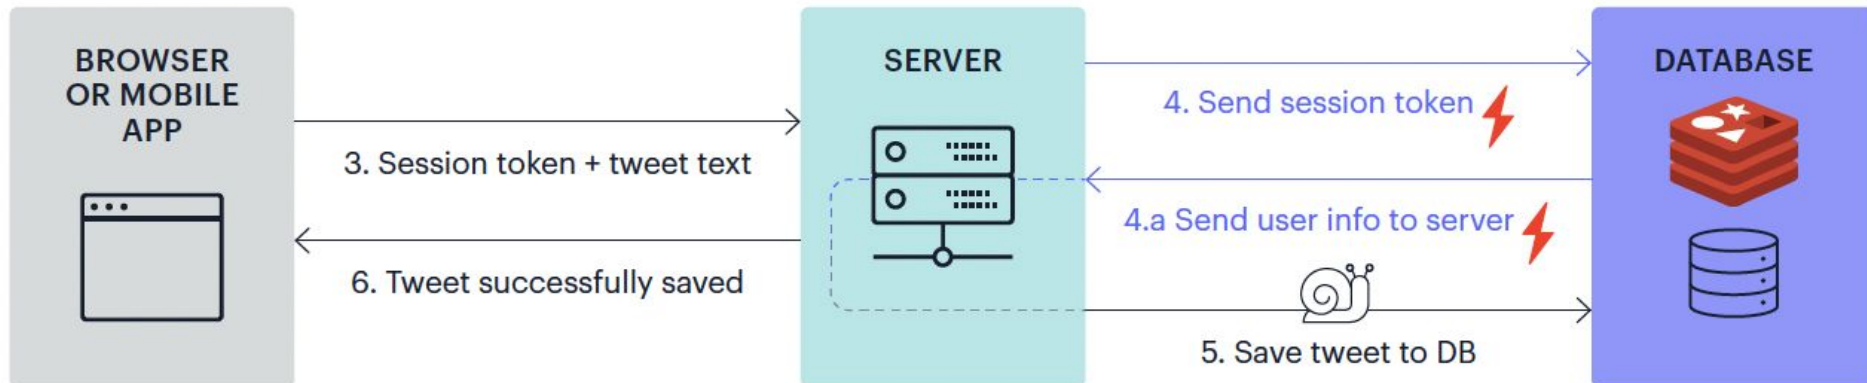 BROWSER
OR MOBILE
APP
SERVER
DATABASE
3. Session token + tweet text
4. Send session token
4.a Send user info to server
6. Tweet successfully saved
5. Save tweet to DB